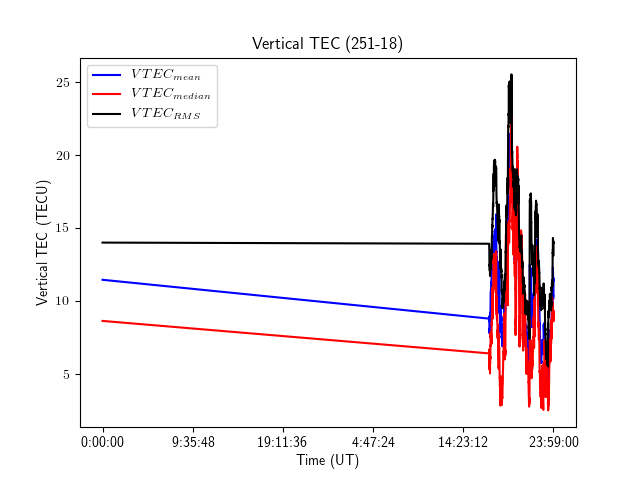 Vertical TEC (251-18)
VTEC_mean
VTEC_median
VTEC_RMS
Vertical TEC (TECU)
25
20
15
10
5
0:00:00 9:35:48 19:11:36 4:47:24 14:23:12 23:59:00
Time (UT)